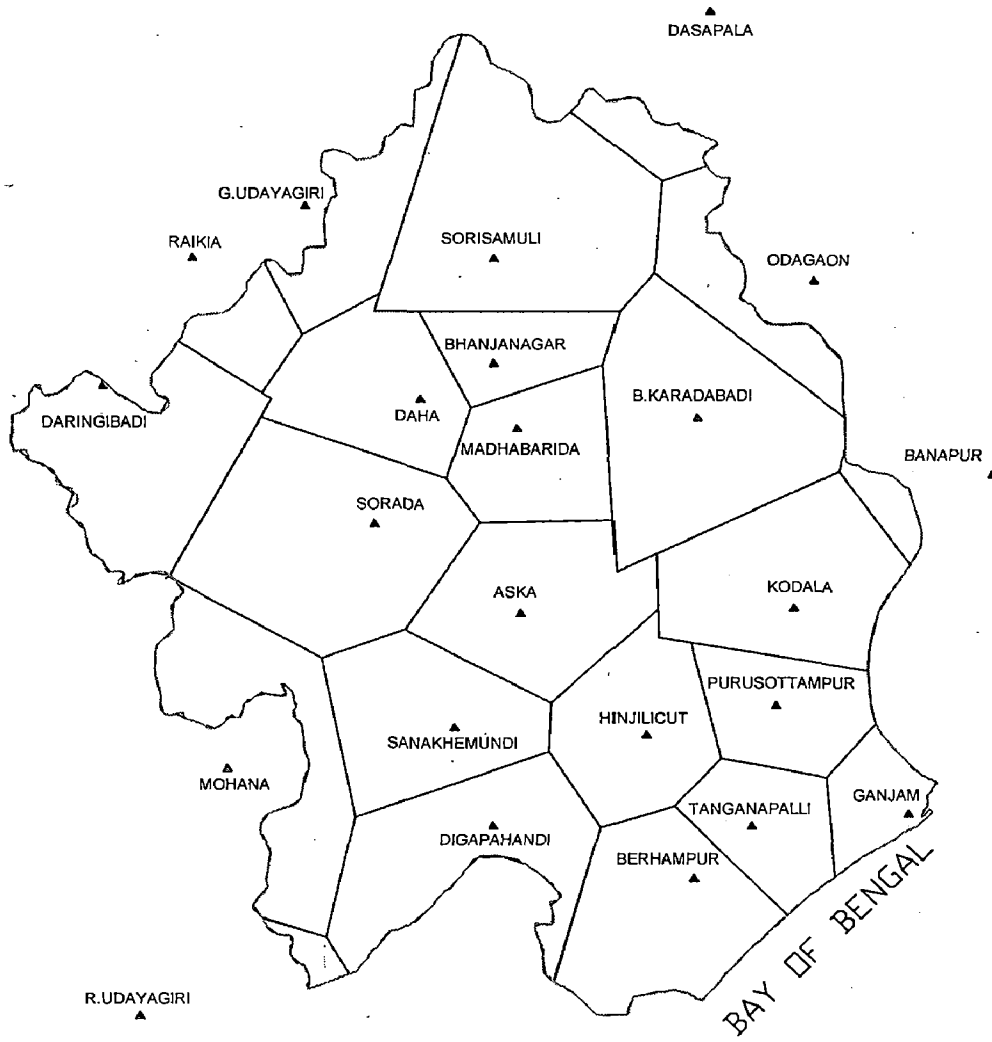 DASAPALA
G.UDAYAGIRI
RAIKIA
SORISAMULI
ODAGAON
BHANJANAGAR
DARINGIBADI
DAHA
B.KARADABADI
MADHABARIDA
BANAPUR
SORADA
ASKA
KODALA
PURUSOTTAMPUR
HINJILICUT
SANAKHEMUNDI
MOHANA
GANJAM
TANGANAPALLI
DIGAPAHANDI
BERHAMPUR
BAY OF BENGAL
R.UDAYAGIRI